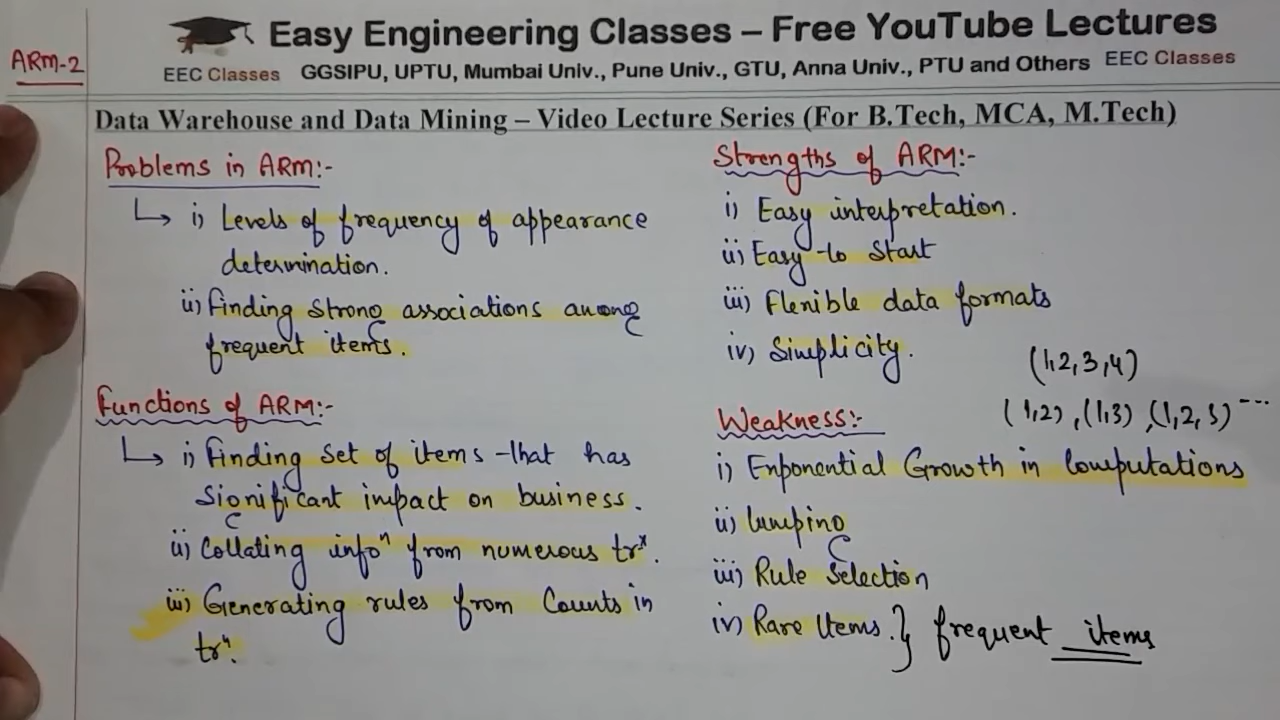 ARM-2
Easy Engineering Classes – Free YouTube Lectures
EEC Classes GGSIPU, UPTU, Mumbai Univ., Pune Univ., GTU, Anna Univ., PTU and Others EEC Classes
Data Warehouse and Data Mining – Video Lecture Series (For B.Tech, MCA, M.Tech)
Problems in ARM:-
↳ i) Levels of frequency of appearance
determination.
ii) Finding Strong associations among
frequent items.
Functions of ARM:-
↳ i) Finding Set of items that has
Significant impact on business.
ii) Collating infoⁿ from numerous trˣ.
iii) Generating rules from Counts in
trⁿ.
Strengths of ARM:-
i) Easy interpretation.
ii) Easy to Start
iii) Flexible data formats
iv) Simplicity.
(1,2,3,4)
(1,2), (1,3), (1,2,3) ---
Weakness:-
i) Exponential Growth in Computations
ii) Lumping
iii) Rule Selection
iv) Rare Items.} frequent items